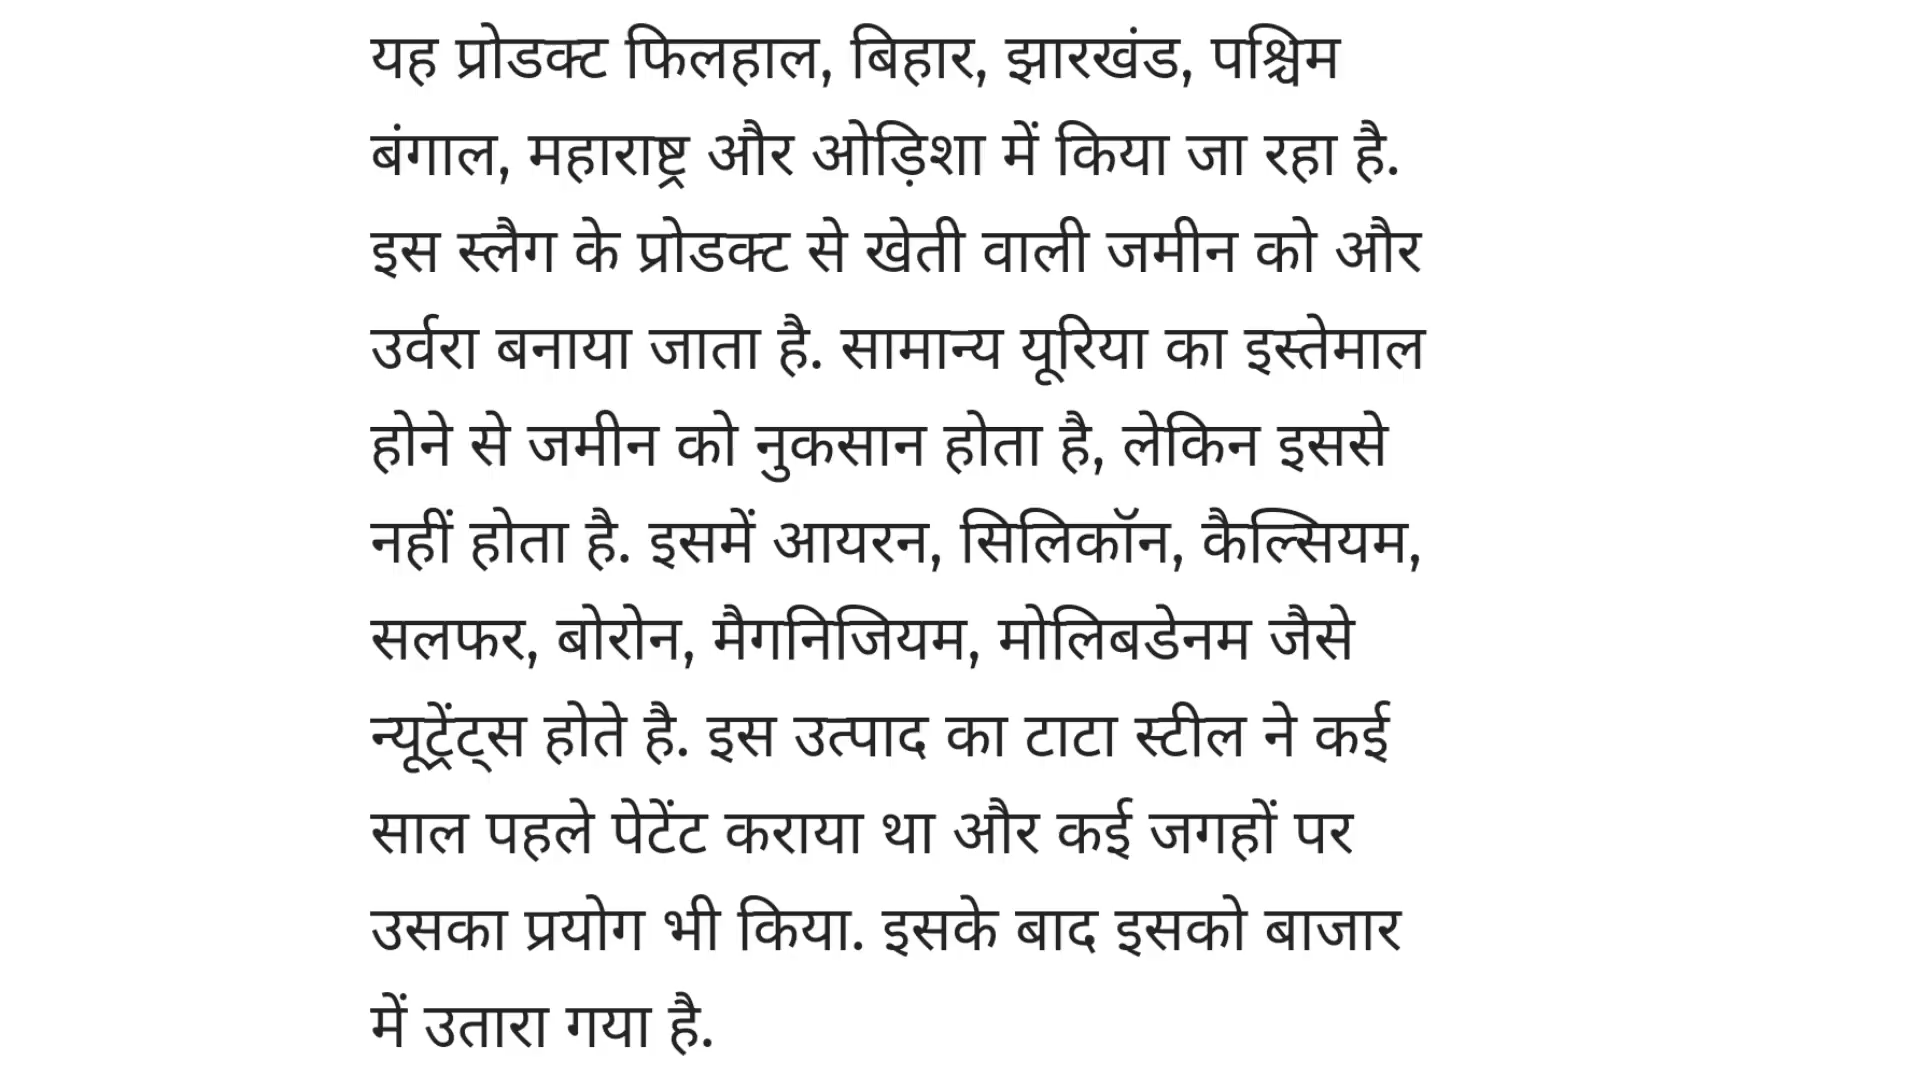 यह प्रोडक्ट फिलहाल, बिहार, झारखंड, पश्चिम
बंगाल, महाराष्ट्र और ओड़िशा में किया जा रहा है.
इस स्लैग के प्रोडक्ट से खेती वाली जमीन को और
उर्वरा बनाया जाता है. सामान्य यूरिया का इस्तेमाल
होने से जमीन को नुकसान होता है, लेकिन इससे
नहीं होता है. इसमें आयरन, सिलिकॉन, कैल्सियम,
सलफर, बोरोन, मैगनिजियम, मोलिबडेनम जैसे
न्यूट्रेंट्स होते है. इस उत्पाद का टाटा स्टील ने कई
साल पहले पेटेंट कराया था और कई जगहों पर
उसका प्रयोग भी किया. इसके बाद इसको बाजार
में उतारा गया है.